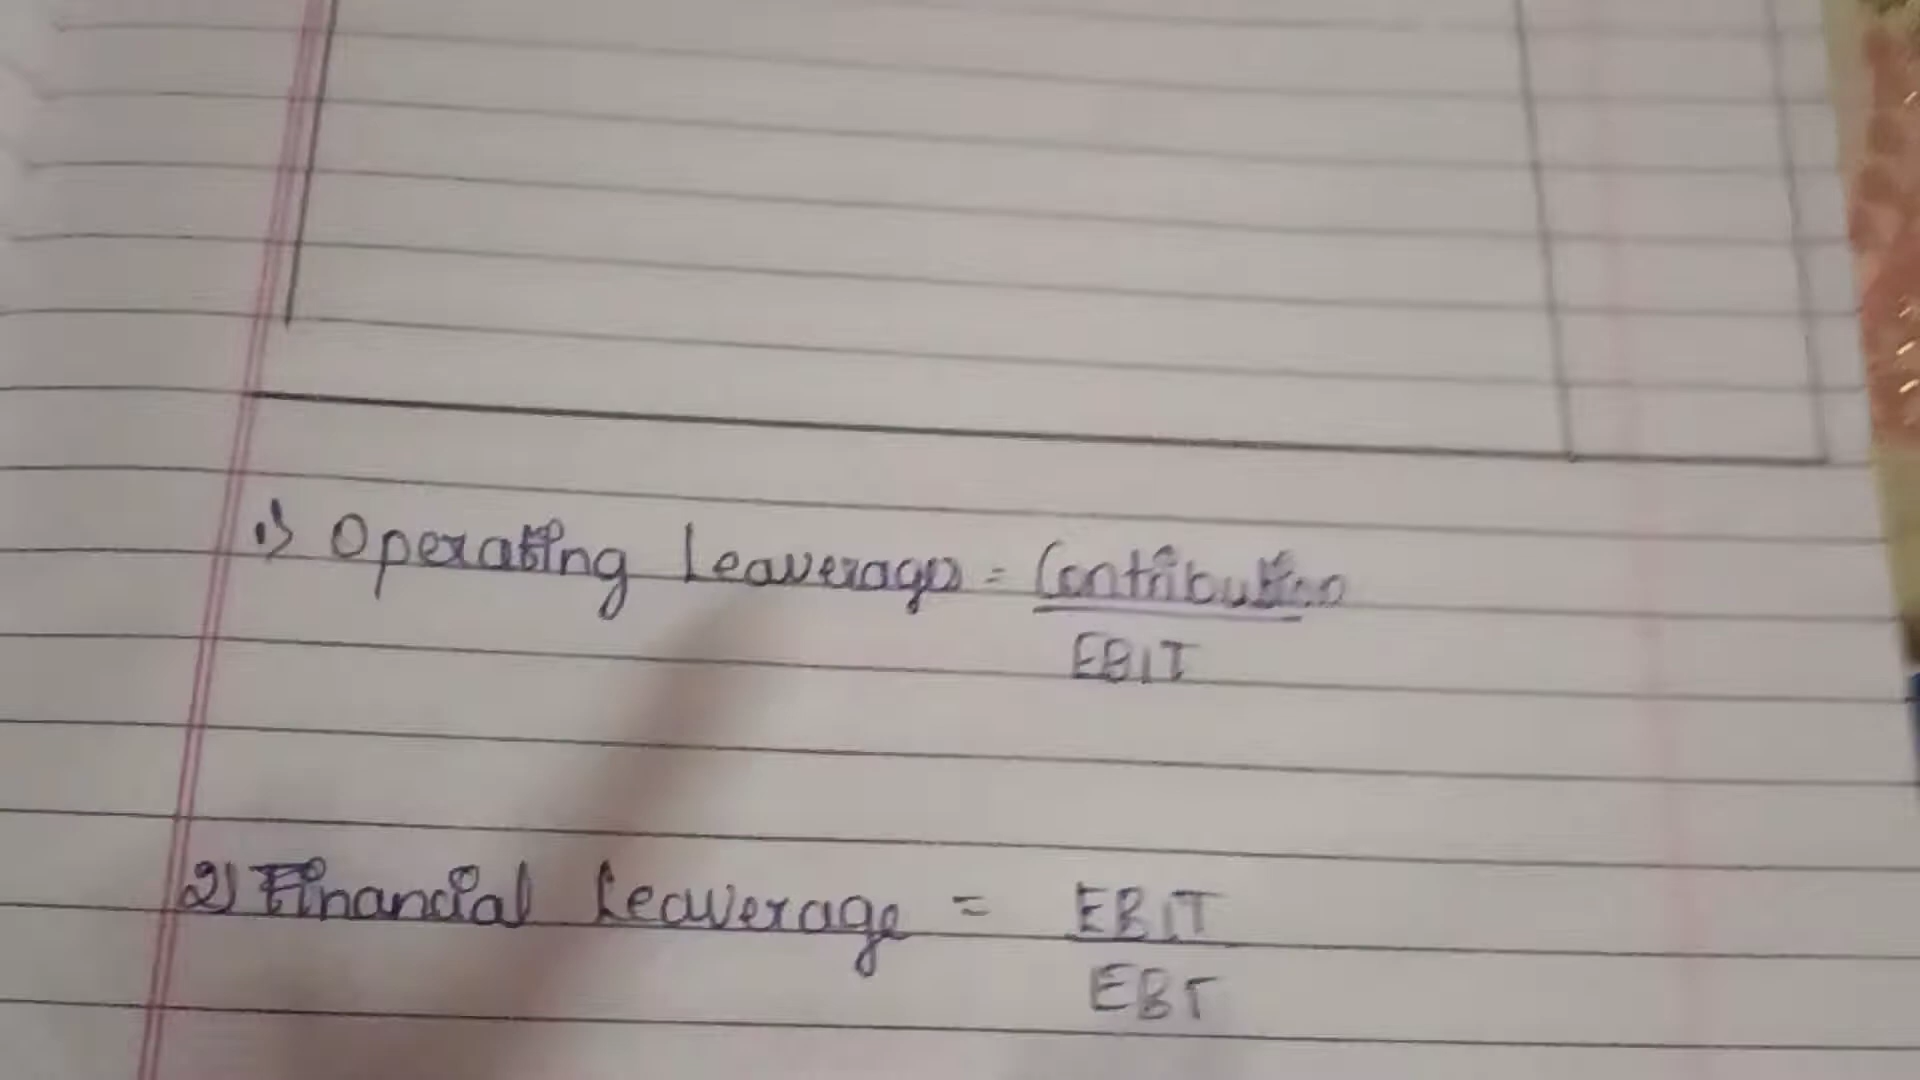 1) Operating Leaverage = Contribution
EBIT
2) Financial Leaverage = EBIT
EBT